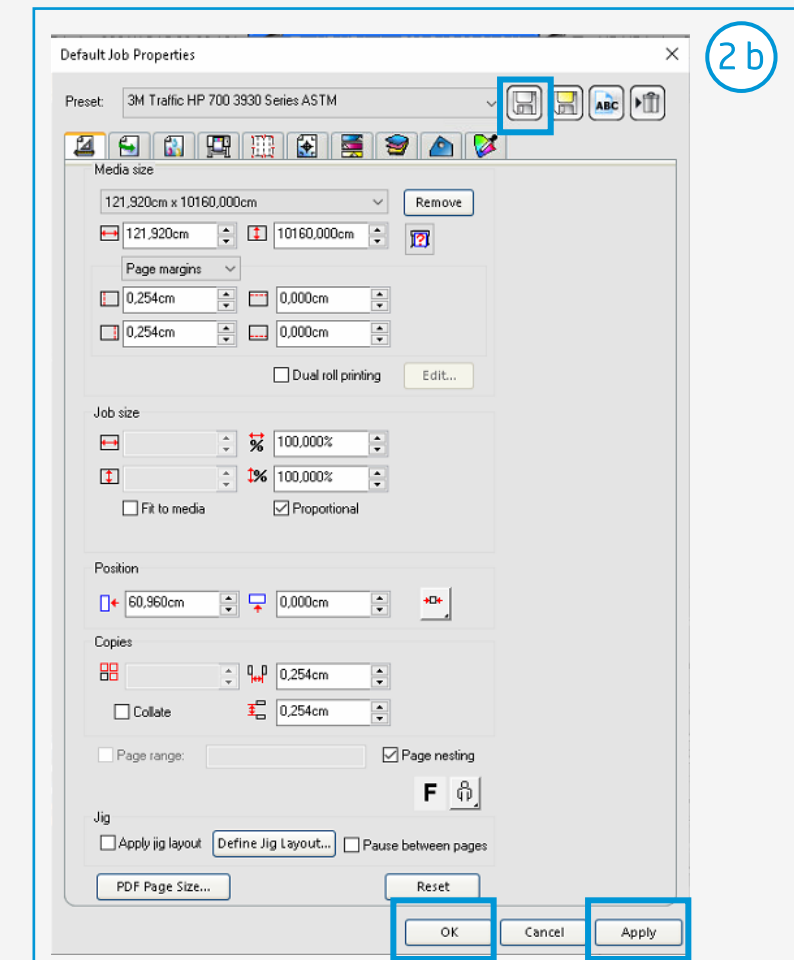 2 b
Default Job Properties
Preset: 3M Traffic HP 700 3930 Series ASTM
ABC
Media size
121,920cm x 10160,000cm Remove
121,920cm 10160,000cm ?
Page margins
0,254cm 0,000cm
0,254cm 0,000cm
Dual roll printing Edit...
Job size
% 100,000%
% 100,000%
Fit to media Proportional
Position
60,960cm 0,000cm
Copies
0,254cm
Collate 0,254cm
Page range: Page nesting
F
Jig
Apply jig layout Define Jig Layout... Pause between pages
PDF Page Size... Reset
OK Cancel Apply